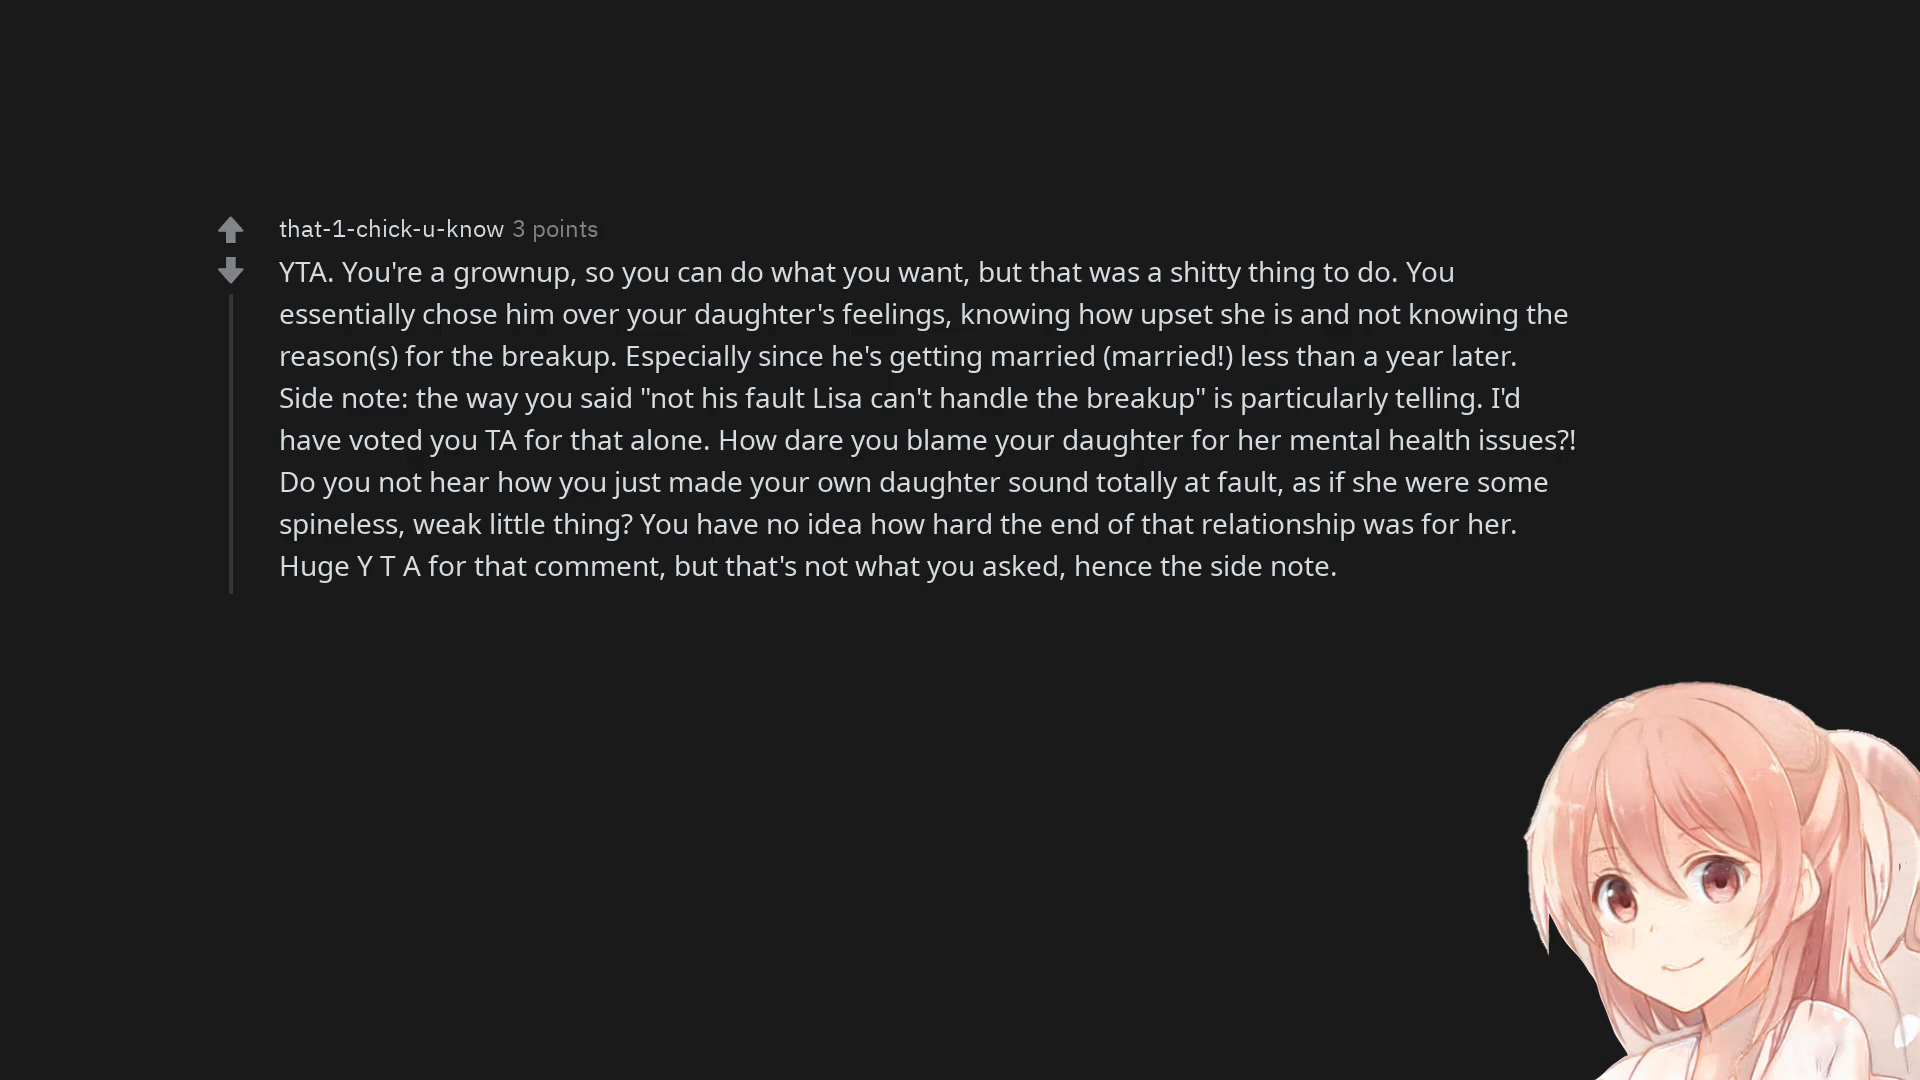 that-1-chick-u-know 3 points
YTA. You're a grownup, so you can do what you want, but that was a shitty thing to do. You
essentially chose him over your daughter's feelings, knowing how upset she is and not knowing the
reason(s) for the breakup. Especially since he's getting married (married!) less than a year later.
Side note: the way you said "not his fault Lisa can't handle the breakup" is particularly telling. I'd
have voted you TA for that alone. How dare you blame your daughter for her mental health issues?!
Do you not hear how you just made your own daughter sound totally at fault, as if she were some
spineless, weak little thing? You have no idea how hard the end of that relationship was for her.
Huge Y T A for that comment, but that's not what you asked, hence the side note.